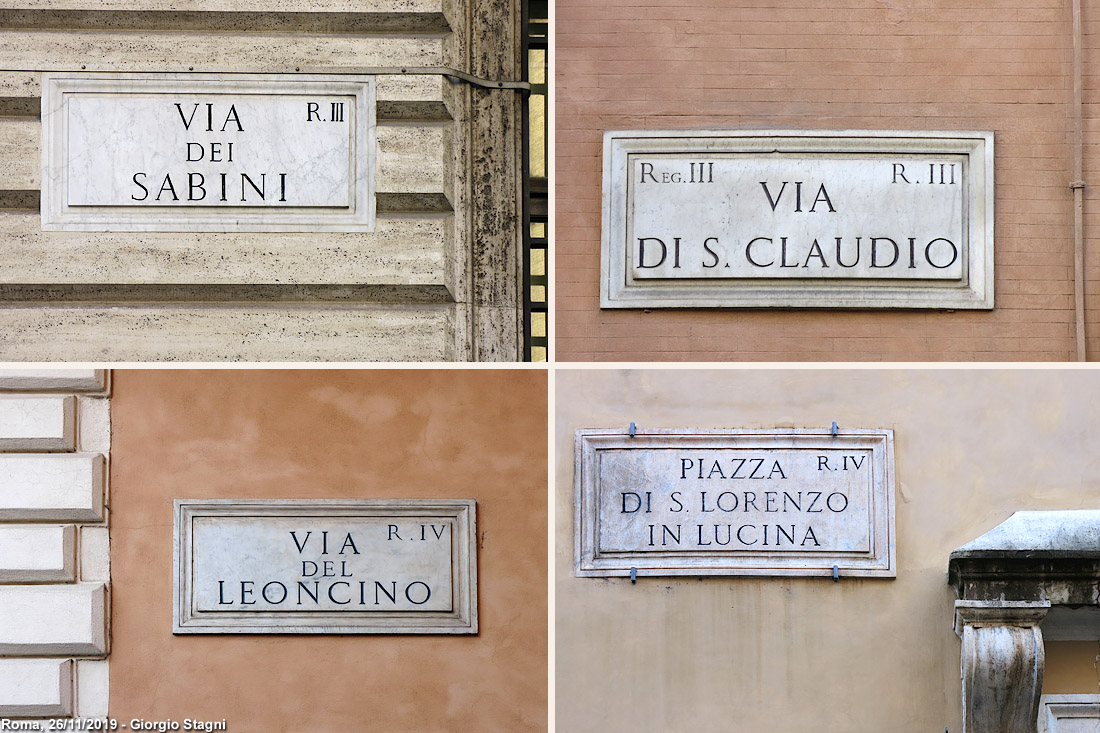 VIA R. III
DEI
SABINI
REG. III R. III
VIA
DI S. CLAUDIO
VIA R. IV
DEL
LEONCINO
PIAZZA R. IV
DI S. LORENZO
IN LUCINA
Roma, 26/11/2019 - Giorgio Stagni